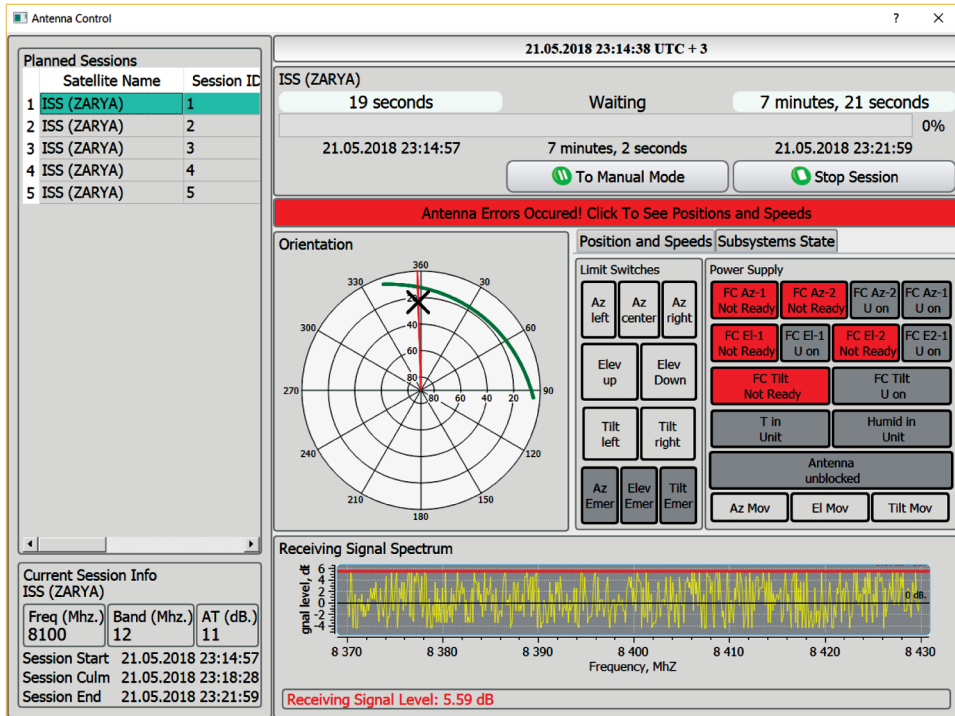 Antenna Control
? ×
Planned Sessions
Satellite Name Session ID
1 ISS (ZARYA) 1
2 ISS (ZARYA) 2
3 ISS (ZARYA) 3
4 ISS (ZARYA) 4
5 ISS (ZARYA) 5
Current Session Info
ISS (ZARYA)
Freq (Mhz.) Band (Mhz.) AT (dB.)
8100 12 11
Session Start 21.05.2018 23:14:57
Session Culm 21.05.2018 23:18:28
Session End 21.05.2018 23:21:59
21.05.2018 23:14:38 UTC + 3
ISS (ZARYA)
19 seconds Waiting 7 minutes, 21 seconds
0%
21.05.2018 23:14:57 7 minutes, 2 seconds 21.05.2018 23:21:59
To Manual Mode Stop Session
Antenna Errors Occured! Click To See Positions and Speeds
Orientation
360
330 30
300 60
270 90
240 120
210 150
180
20
40
60
80
80 60 40 20
Position and Speeds Subsystems State
Limit Switches
Az left
Az center
Az right
Elev up
Elev Down
Tilt left
Tilt right
Az Emer
Elev Emer
Tilt Emer
Power Supply
FC Az-1 Not Ready
FC Az-2 Not Ready
FC Az-2 U on
FC Az-1 U on
FC El-1 Not Ready
FC El-1 U on
FC El-2 Not Ready
FC E2-1 U on
FC Tilt Not Ready
FC Tilt U on
T in Unit
Humid in Unit
Antenna unblocked
Az Mov
El Mov
Tilt Mov
Receiving Signal Spectrum
gnal level, dt
6
4
2
0
-2
-4
0 dB.
8 370 8 380 8 390 8 400 8 410 8 420 8 430
Frequency, MhZ
Receiving Signal Level: 5.59 dB